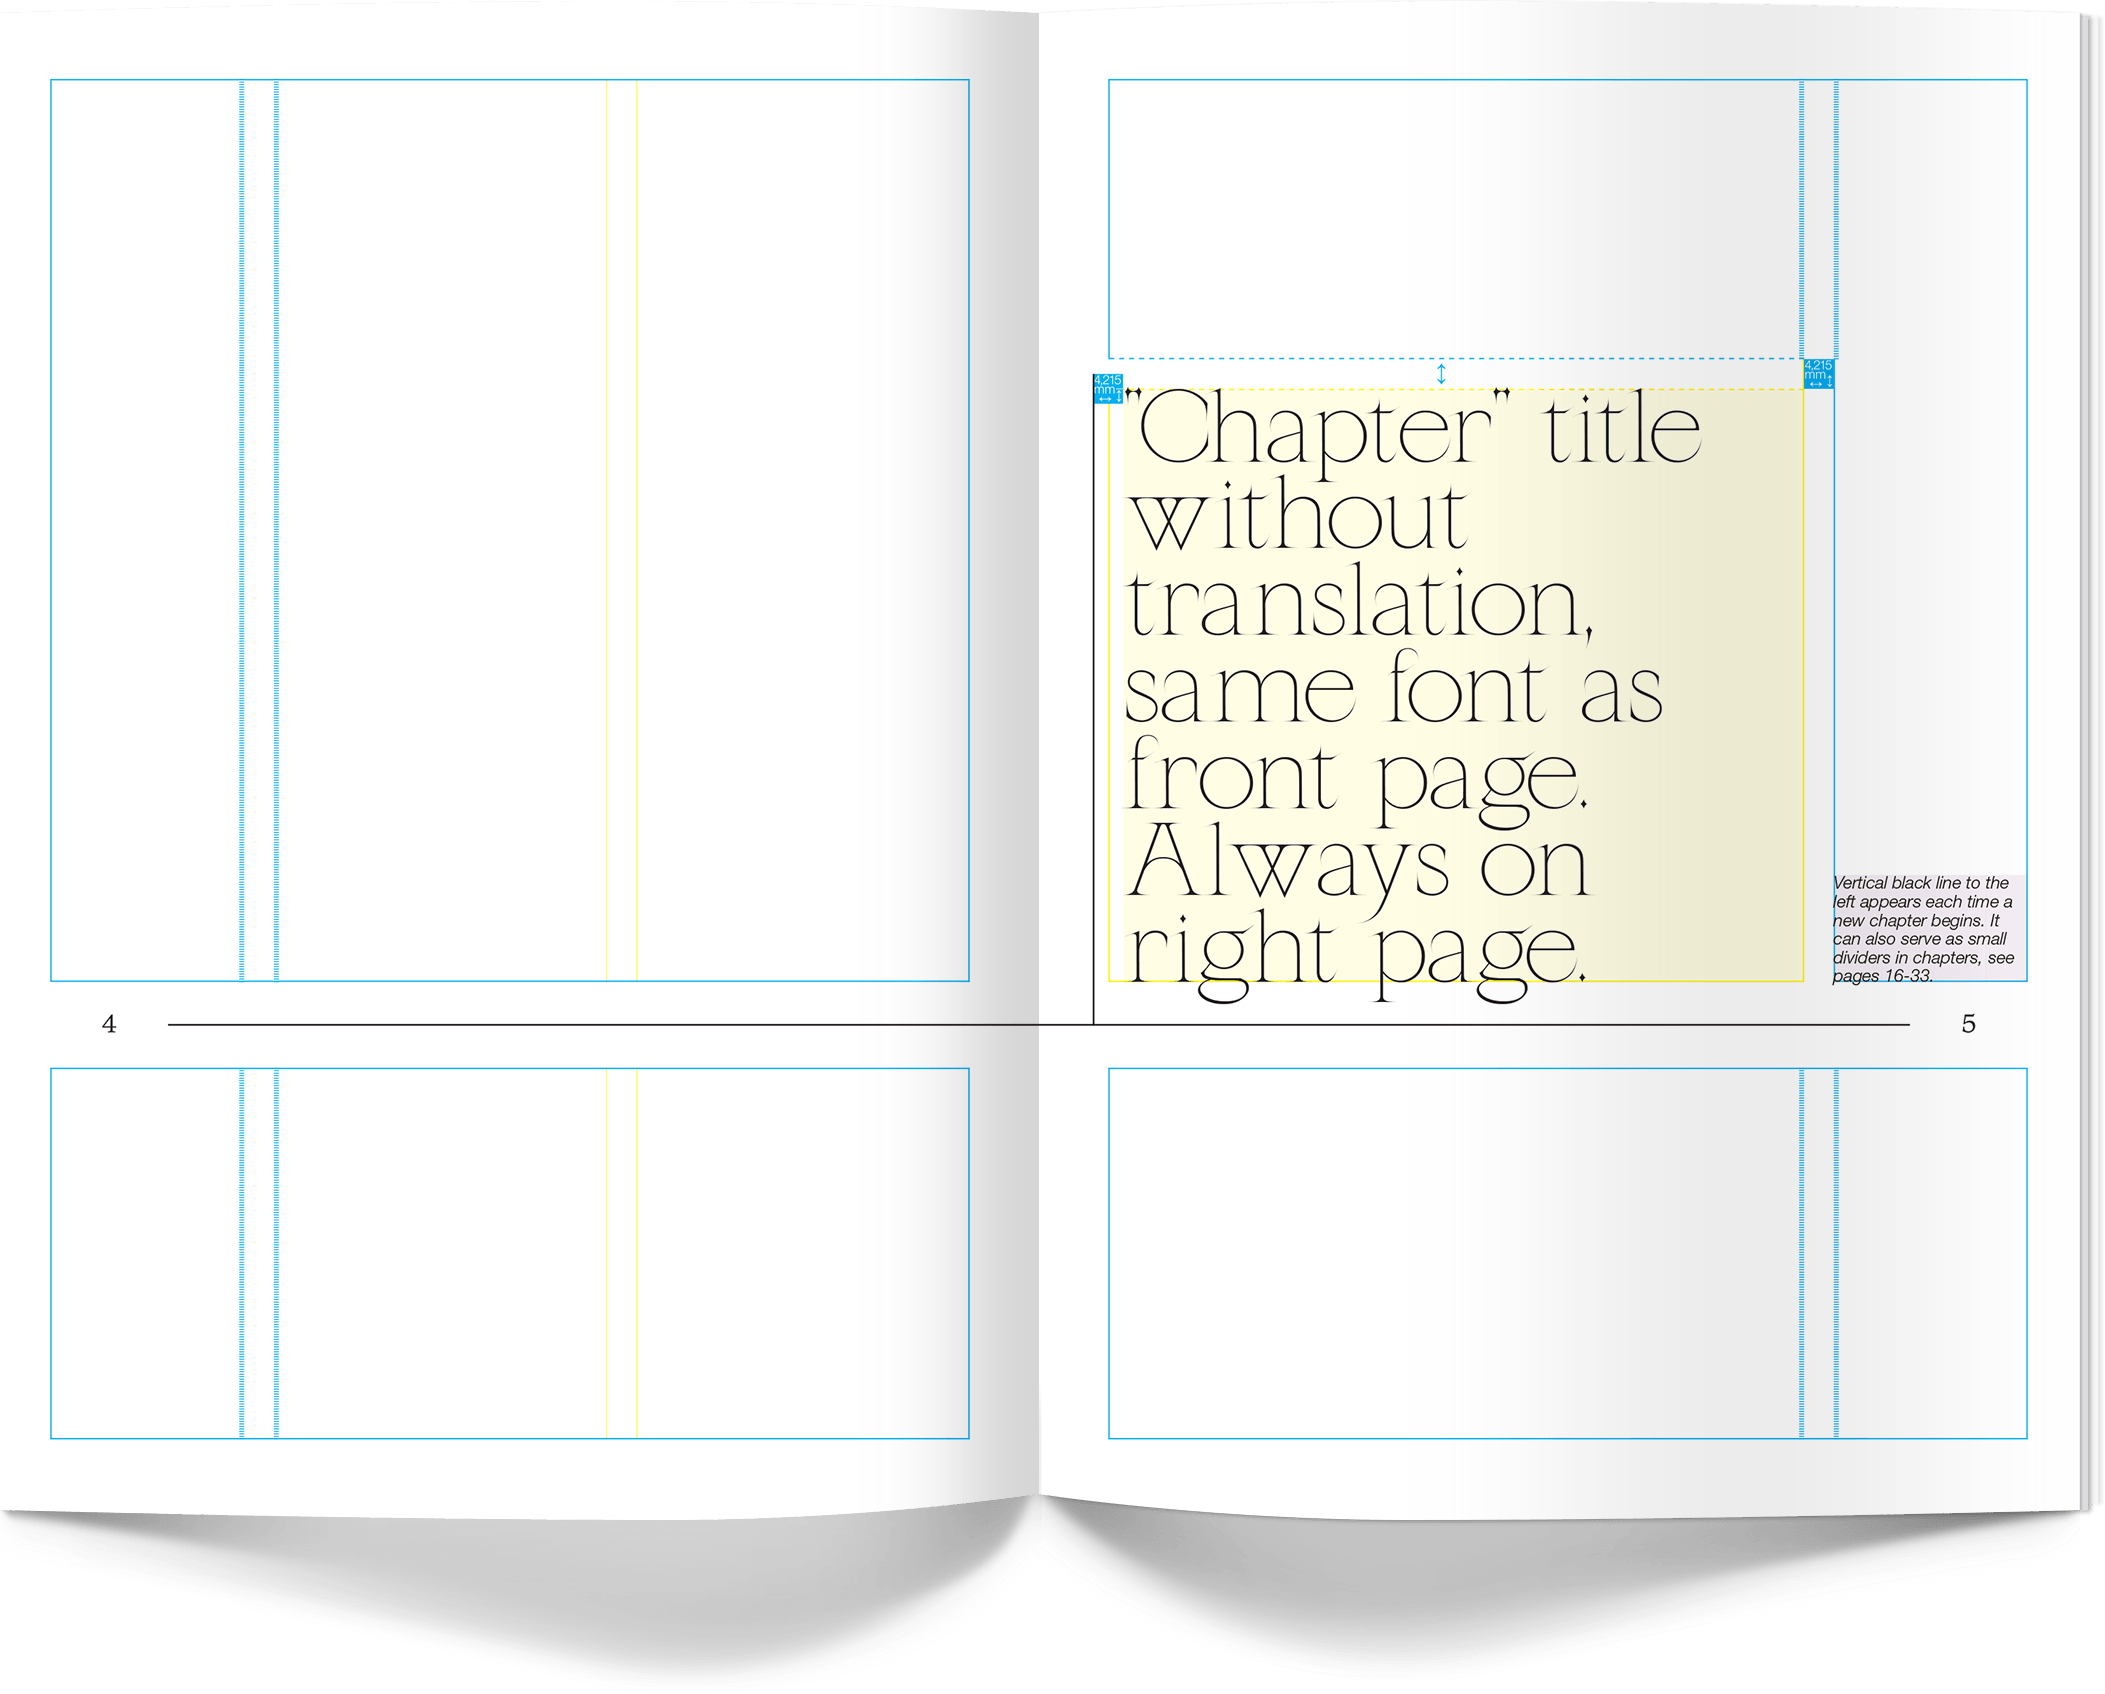 4,215
mm
4,215
mm
"Chapter" title
without
translation,
same font as
front page.
Always on
right page.
Vertical black line to the
left appears each time a
new chapter begins. It
can also serve as small
dividers in chapters, see
pages 16-33.
4
5